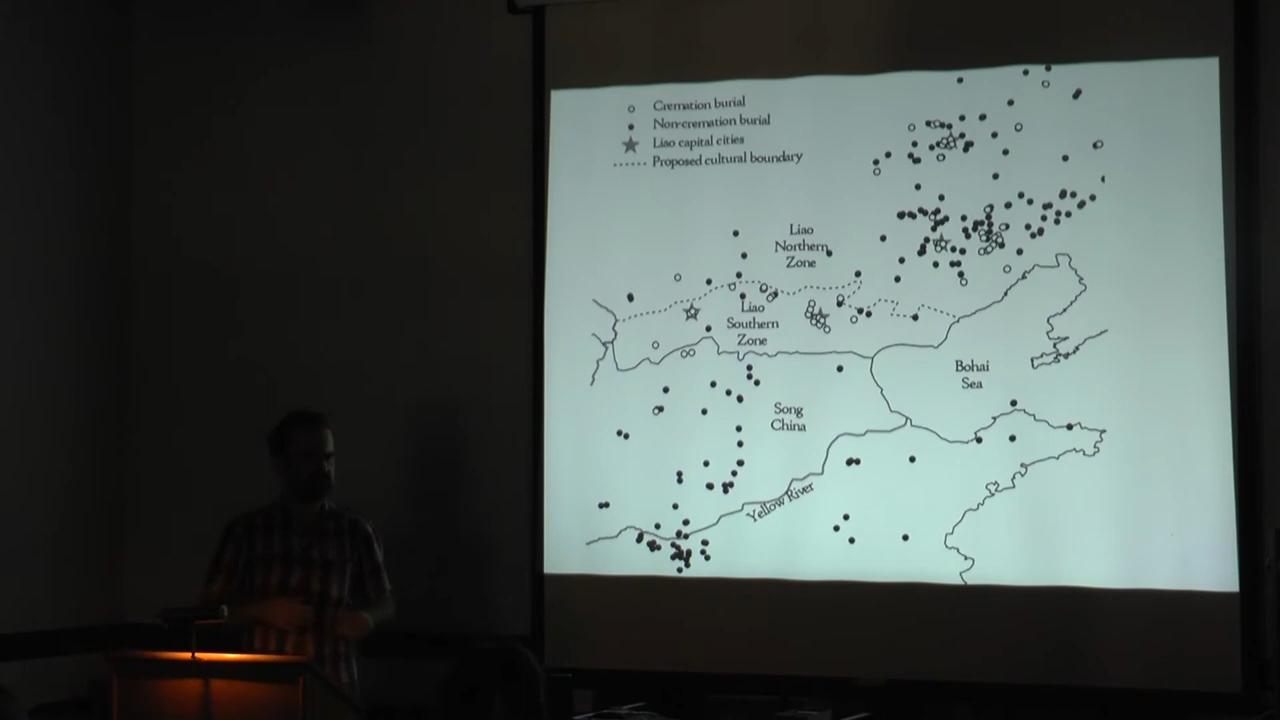 Cremation burial
Non-cremation burial
Liao capital cities
Proposed cultural boundary
Liao
Northern
Zone
Liao
Southern
Zone
Bohai
Sea
Song
China
Yellow River